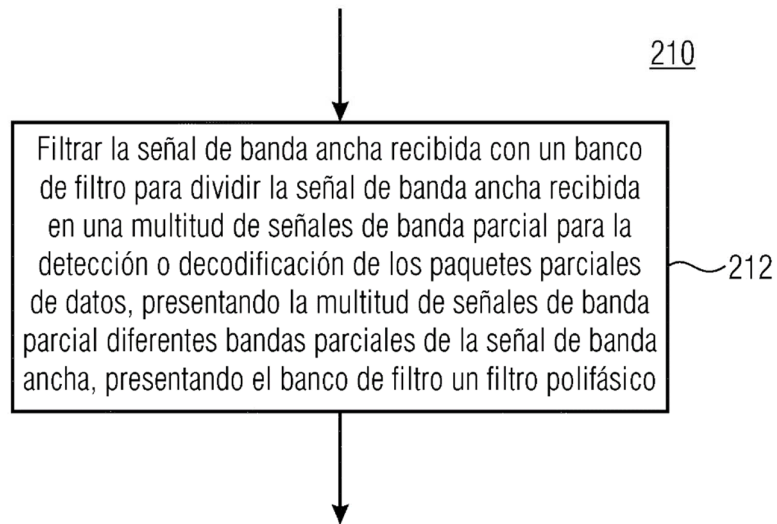 210
Filtrar la señal de banda ancha recibida con un banco
de filtro para dividir la señal de banda ancha recibida
en una multitud de señales de banda parcial para la
detección o decodificación de los paquetes parciales
de datos, presentando la multitud de señales de banda
parcial diferentes bandas parciales de la señal de banda
ancha, presentando el banco de filtro un filtro polifásico
212